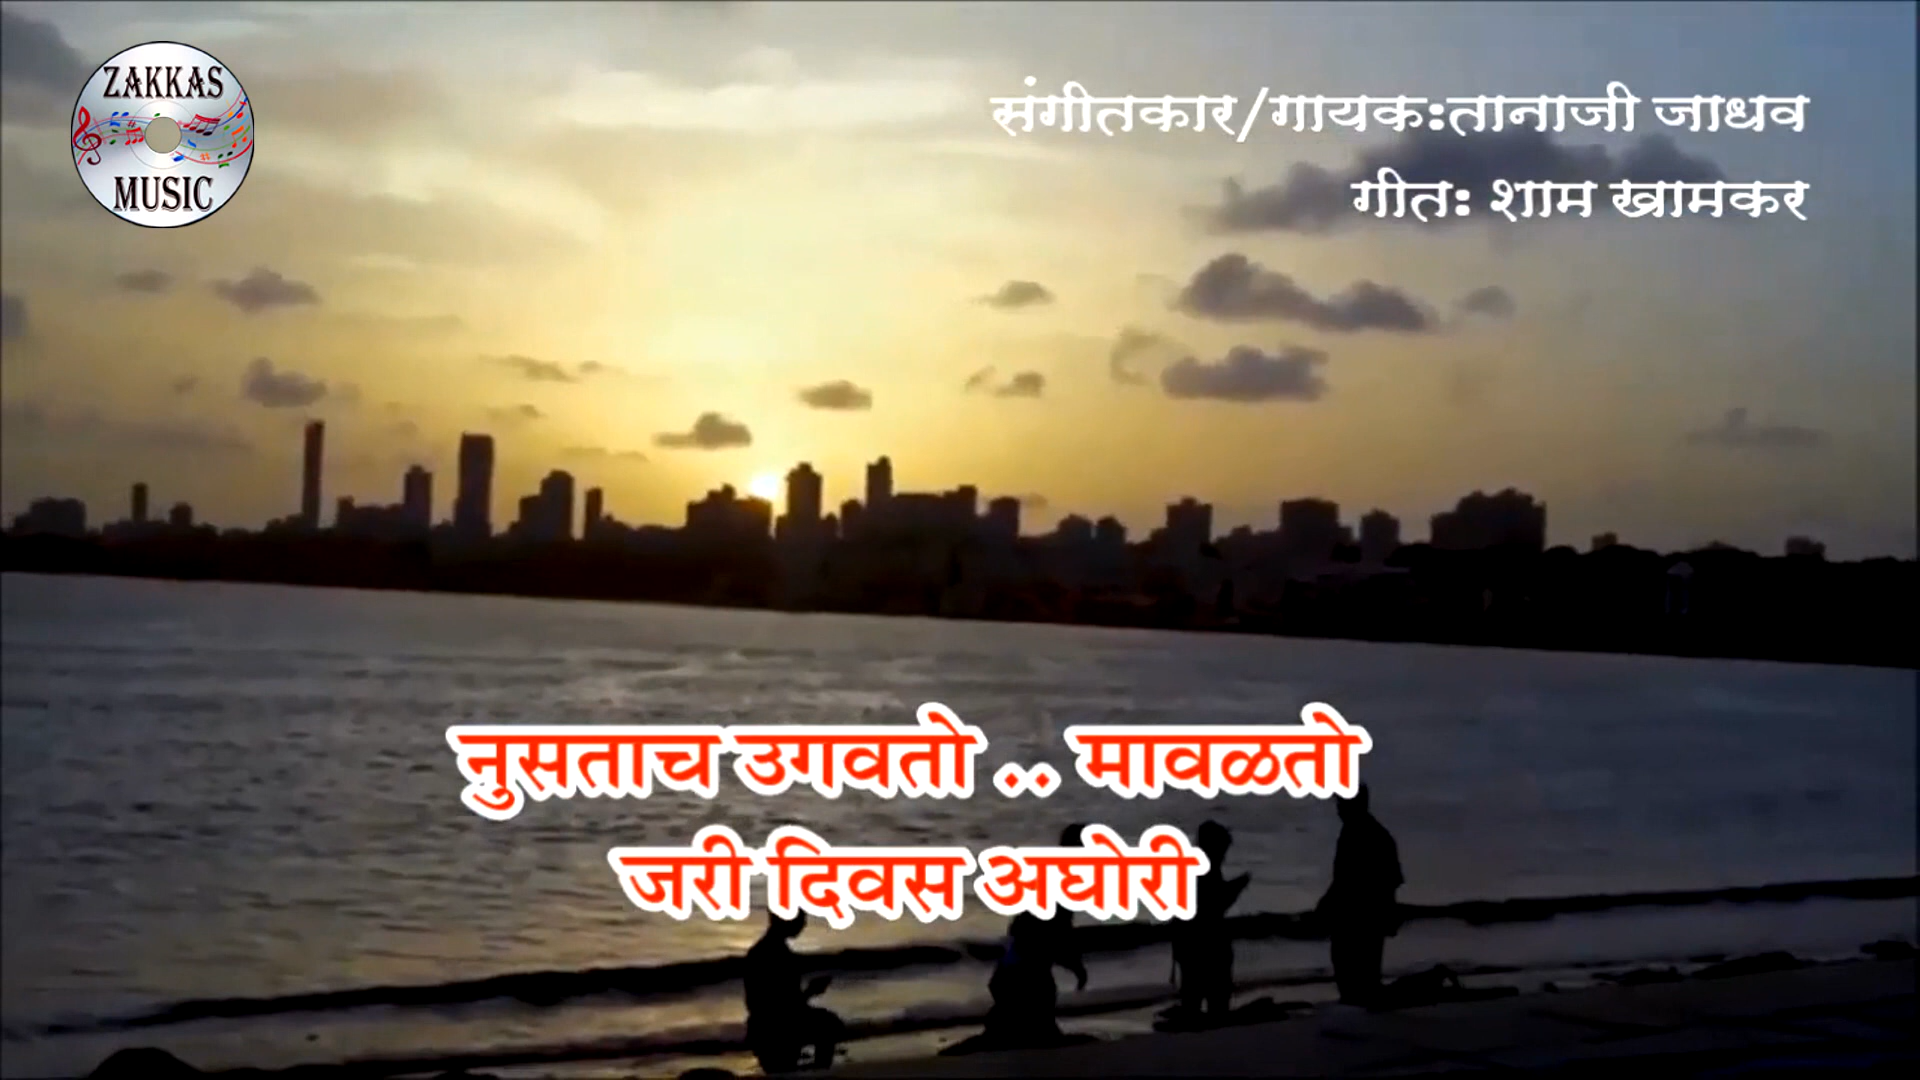 ZAKKAS
MUSIC
संगीतकार/गायक:तानाजी जाधव
गीत: शाम खामकर
नुसताच उगवतो .. मावळतो
जरी दिवस अघोरी